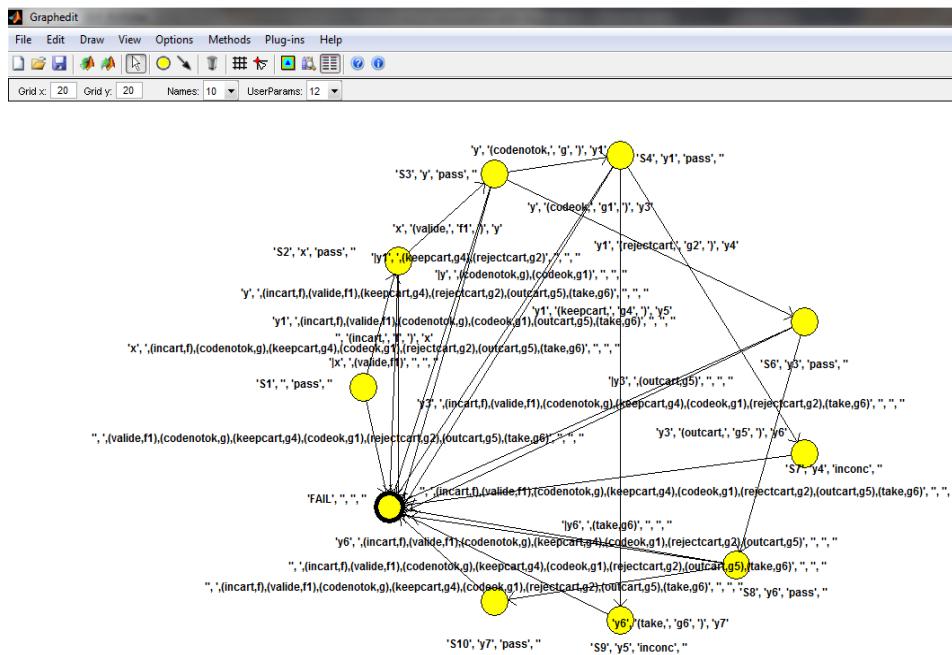 Graphedit
File Edit Draw View Options Methods Plug-ins Help
Grid x: 20 Grid y: 20 Names: 10 UserParams: 12
'y', '(codenotok,', 'g', ')', 'y1'
'S4', 'y1', 'pass', ''
'S3', 'y', 'pass', ''
'y', '(codeok,', 'g1', ')', 'y3'
'x', '(valide,', 'f1', ')', 'y'
'y1', '(rejectcart,', 'g2', ')', 'y4'
'S2', 'x', 'pass', ''
'|y1', ',(keepcart,g4),(rejectcart,g2)', '', '', ''
'|y', ',(codenotok,g),(codeok,g1)', '', '', ''
'y', ',(incart,f),(valide,f1),(keepcart,g4),(rejectcart,g2),(outcart,g5),(take,g6)', '', '', ''
'y1', '(keepcart,', 'g4', ')', 'y5'
'y1', ',(incart,f),(valide,f1),(codenotok,g),(codeok,g1),(outcart,g5),(take,g6)', '', '', ''
'', '(incart,', 'f', ')', 'x'
'x', ',(incart,f),(codenotok,g),(keepcart,g4),(codeok,g1),(rejectcart,g2),(outcart,g5),(take,g6)', '', '', ''
'|x', ',(valide,f1)', '', '', ''
'S6', 'y3', 'pass', ''
'S1', '', 'pass', ''
'|y3', ',(outcart,g5)', '', '', ''
'y3', ',(incart,f),(valide,f1),(codenotok,g),(keepcart,g4),(codeok,g1),(rejectcart,g2),(take,g6)', '', '', ''
'y3', '(outcart,', 'g5', ')', 'y6'
'', ',(valide,f1),(codenotok,g),(keepcart,g4),(codeok,g1),(rejectcart,g2),(outcart,g5),(take,g6)', '', '', ''
'S7', 'y4', 'inconc', ''
'', ',(incart,f),(valide,f1),(codenotok,g),(keepcart,g4),(codeok,g1),(rejectcart,g2),(outcart,g5),(take,g6)', '', '', ''
'FAIL', '', '', ''
'|y6', ',(take,g6)', '', '', ''
'y6', ',(incart,f),(valide,f1),(codenotok,g),(keepcart,g4),(codeok,g1),(rejectcart,g2),(outcart,g5)', '', '', ''
'', ',(incart,f),(valide,f1),(codenotok,g),(keepcart,g4),(codeok,g1),(rejectcart,g2),(outcart,g5),(take,g6)', '', '', ''
'', ',(incart,f),(valide,f1),(codenotok,g),(keepcart,g4),(codeok,g1),(rejectcart,g2),(outcart,g5),(take,g6)', '', '', ''
'S8', 'y6', 'pass', ''
'y6', '(take,', 'g6', ')', 'y7'
'S10', 'y7', 'pass', ''
'S9', 'y5', 'inconc', ''